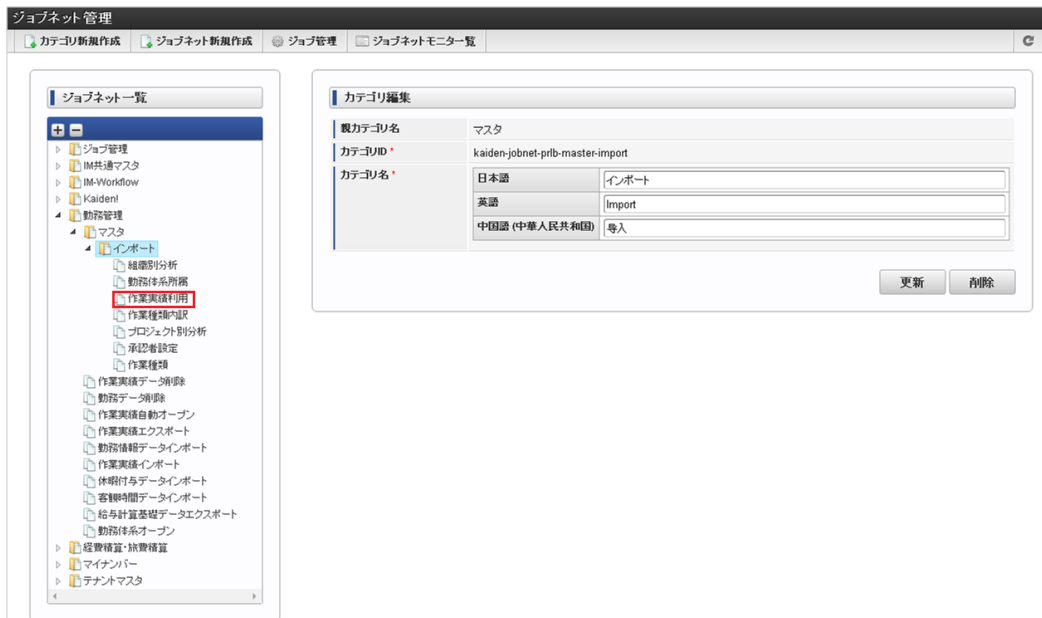 ジョブネット管理
カテゴリ新規作成 ジョブネット新規作成 ジョブ管理 ジョブネットモニタ一覧
ジョブネット一覧
ジョブ管理
IM共通マスタ
IM-Workflow
Kaiden!
勤務管理
マスタ
インポート
組織別分析
勤務体系所属
作業実績利用
作業種類内訳
プロジェクト別分析
承認者設定
作業種類
作業実績データ削除
勤務データ削除
作業実績自動オープン
作業実績エクスポート
勤務情報データインポート
作業実績インポート
休暇付与データインポート
客観時間データインポート
給与計算基礎データエクスポート
勤務体系オープン
経費精算・旅費精算
マイナンバー
テナントマスタ
カテゴリ編集
親カテゴリ名 マスタ
カテゴリID * kaiden-jobnet-prlb-master-import
カテゴリ名 *
日本語 インポート
英語 Import
中国語 (中華人民共和国) 导入
更新 削除